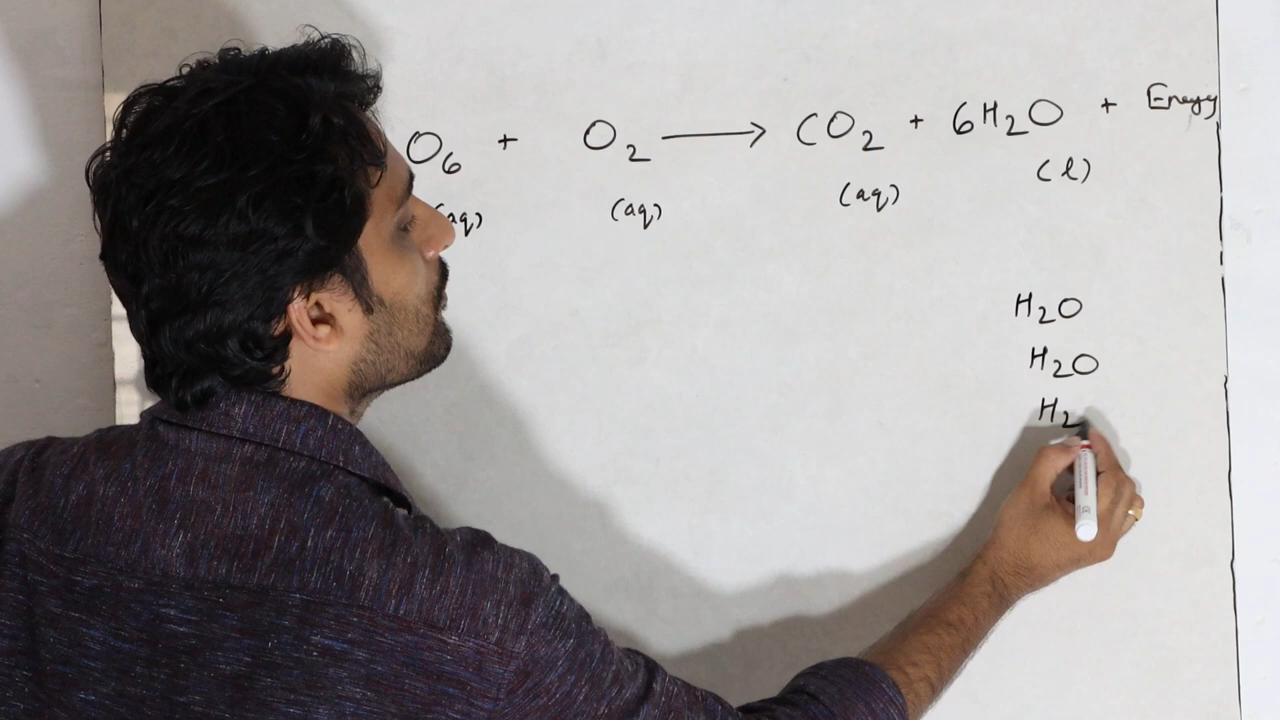 O₆ + O₂ ⟶ CO₂ + 6H₂O + Energy
(aq) (aq) (aq) (l)
H₂O
H₂O
H₂